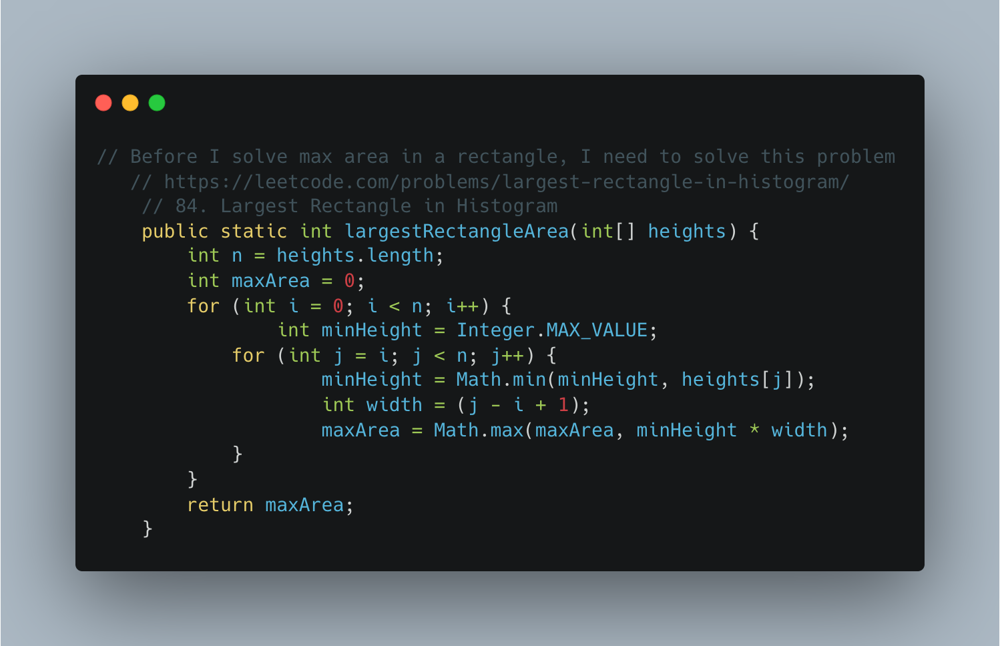 // Before I solve max area in a rectangle, I need to solve this problem
// https://leetcode.com/problems/largest-rectangle-in-histogram/
// 84. Largest Rectangle in Histogram
public static int largestRectangleArea(int[] heights) {
int n = heights.length;
int maxArea = 0;
for (int i = 0; i < n; i++) {
int minHeight = Integer.MAX_VALUE;
for (int j = i; j < n; j++) {
minHeight = Math.min(minHeight, heights[j]);
int width = (j - i + 1);
maxArea = Math.max(maxArea, minHeight * width);
}
}
return maxArea;
}